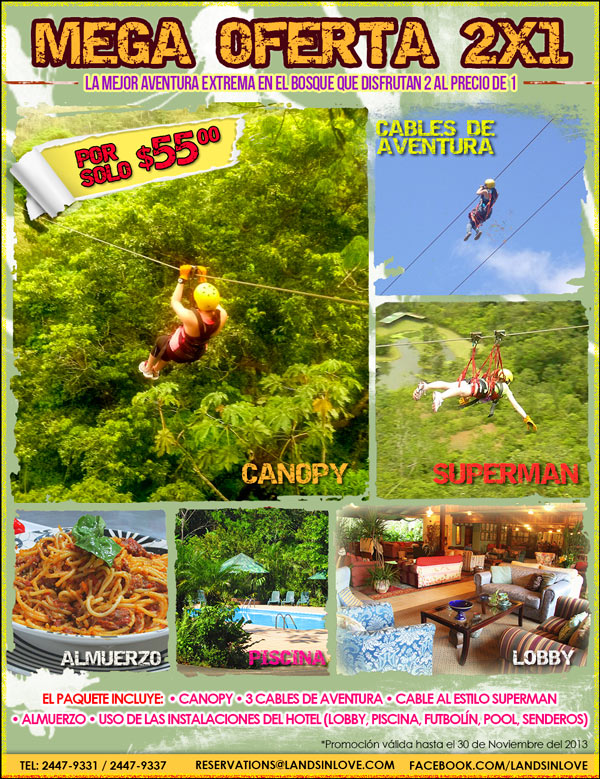 MEGA OFERTA 2X1
LA MEJOR AVENTURA EXTREMA EN EL BOSQUE QUE DISFRUTAN 2 AL PRECIO DE 1
POR
SOLO $55.00
CABLES DE
AVENTURA
CANOPY
SUPERMAN
ALMUERZO
PISCINA
LOBBY
EL PAQUETE INCLUYE: • CANOPY • 3 CABLES DE AVENTURA • CABLE AL ESTILO SUPERMAN
• ALMUERZO • USO DE LAS INSTALACIONES DEL HOTEL (LOBBY, PISCINA, FUTBOLÍN, POOL, SENDEROS)
*Promoción válida hasta el 30 de Noviembre del 2013
TEL: 2447-9331 / 2447-9337 RESERVATIONS@LANDSINLOVE.COM FACEBOOK.COM/LANDSINLOVE